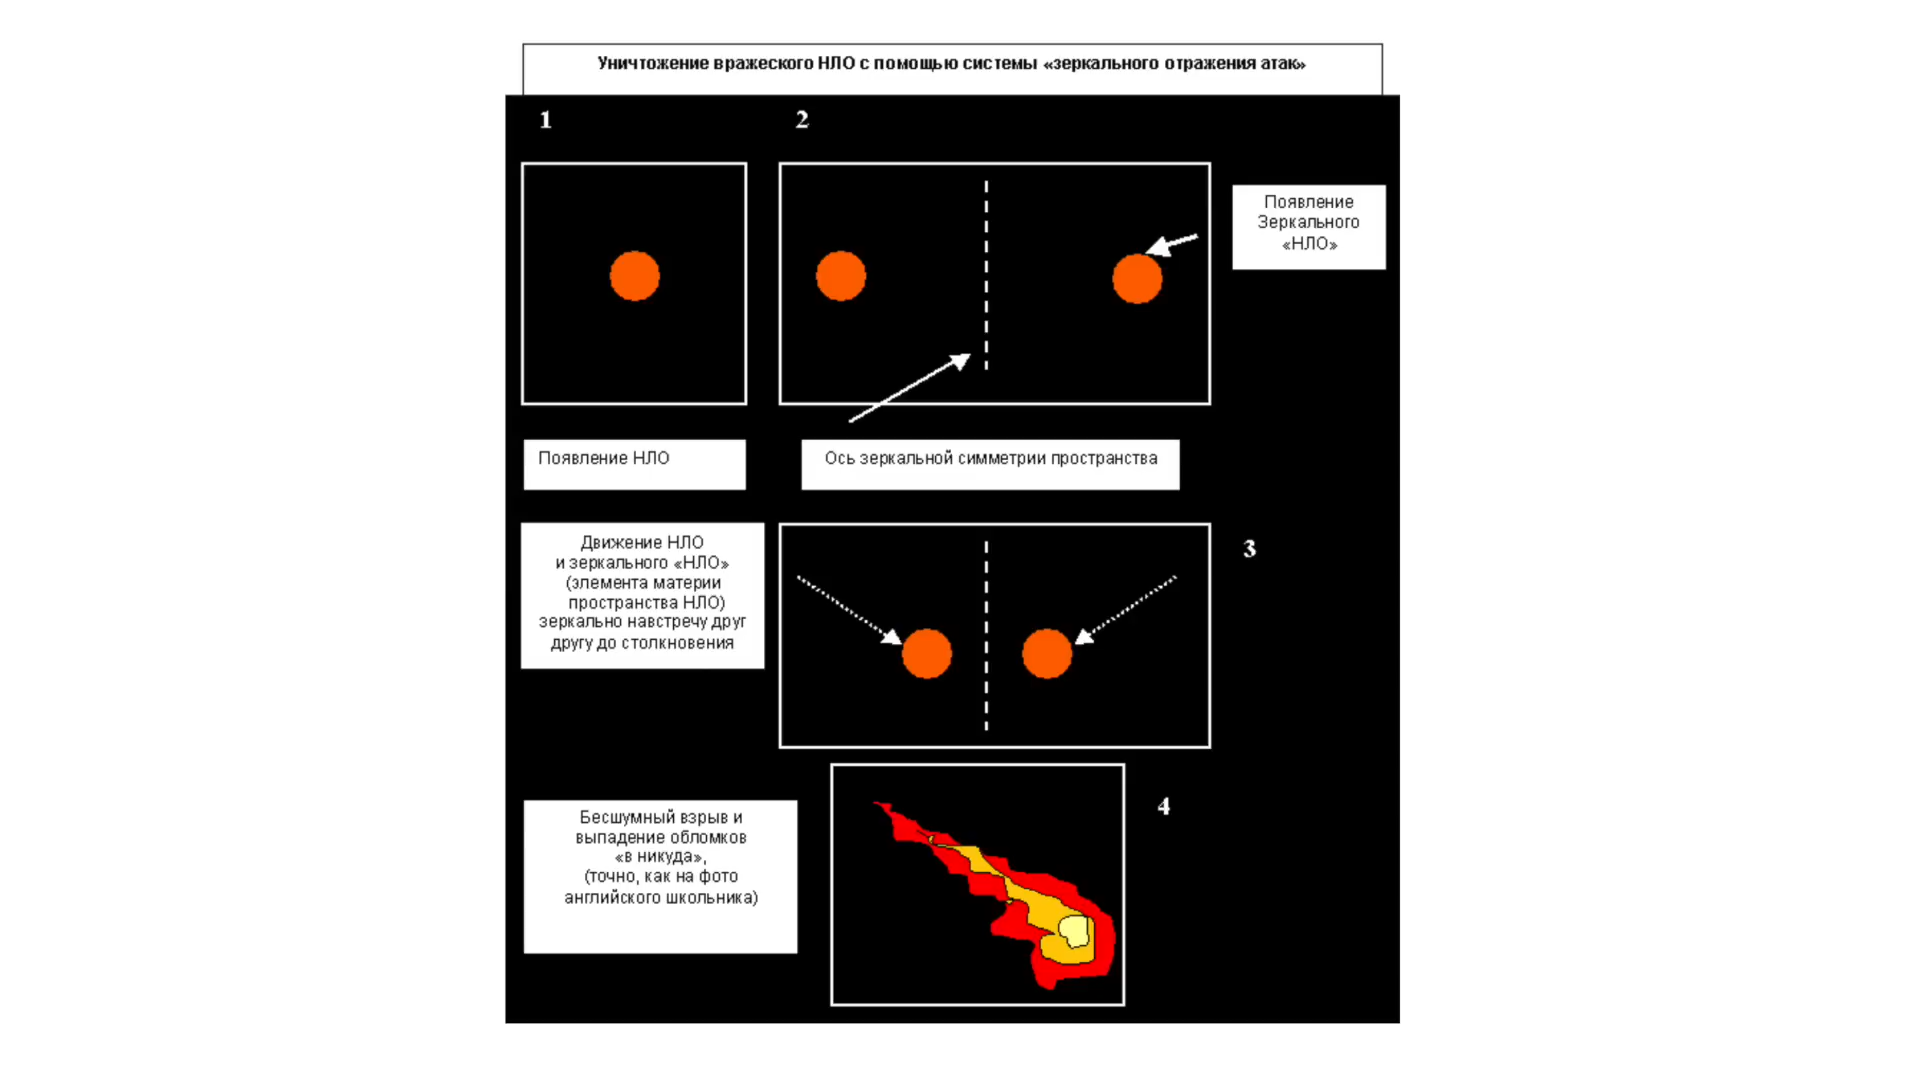 Уничтожение вражеского НЛО с помощью системы «зеркального отражения атак»
1
2
Появление
Зеркального
«НЛО»
Появление НЛО
Ось зеркальной симметрии пространства
Движение НЛО
и зеркального «НЛО»
(элемента материи
пространства НЛО)
зеркально навстречу друг
другу до столкновения
3
Бесшумный взрыв и
выпадение обломков
«в никуда»,
(точно, как на фото
английского школьника)
4